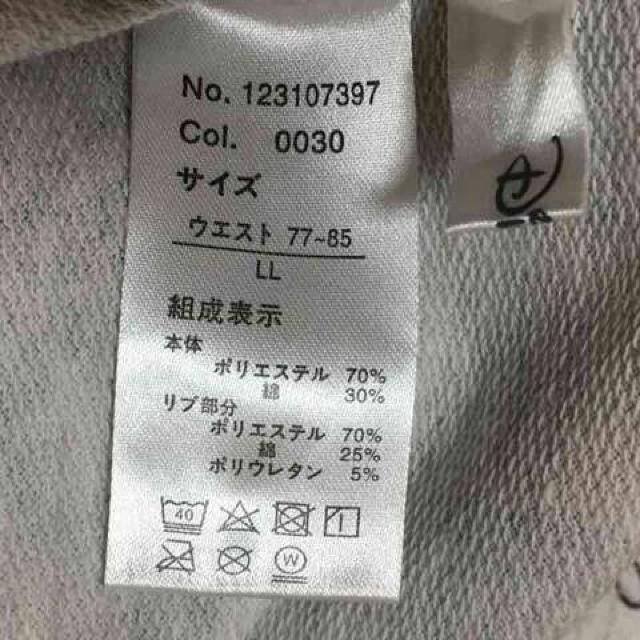 No. 123107397
Col. 0030
サイズ
ウエスト 77~85
LL
組成表示
本体
ポリエステル 70%
綿 30%
リブ部分
ポリエステル 70%
綿 25%
ポリウレタン 5%
40
W